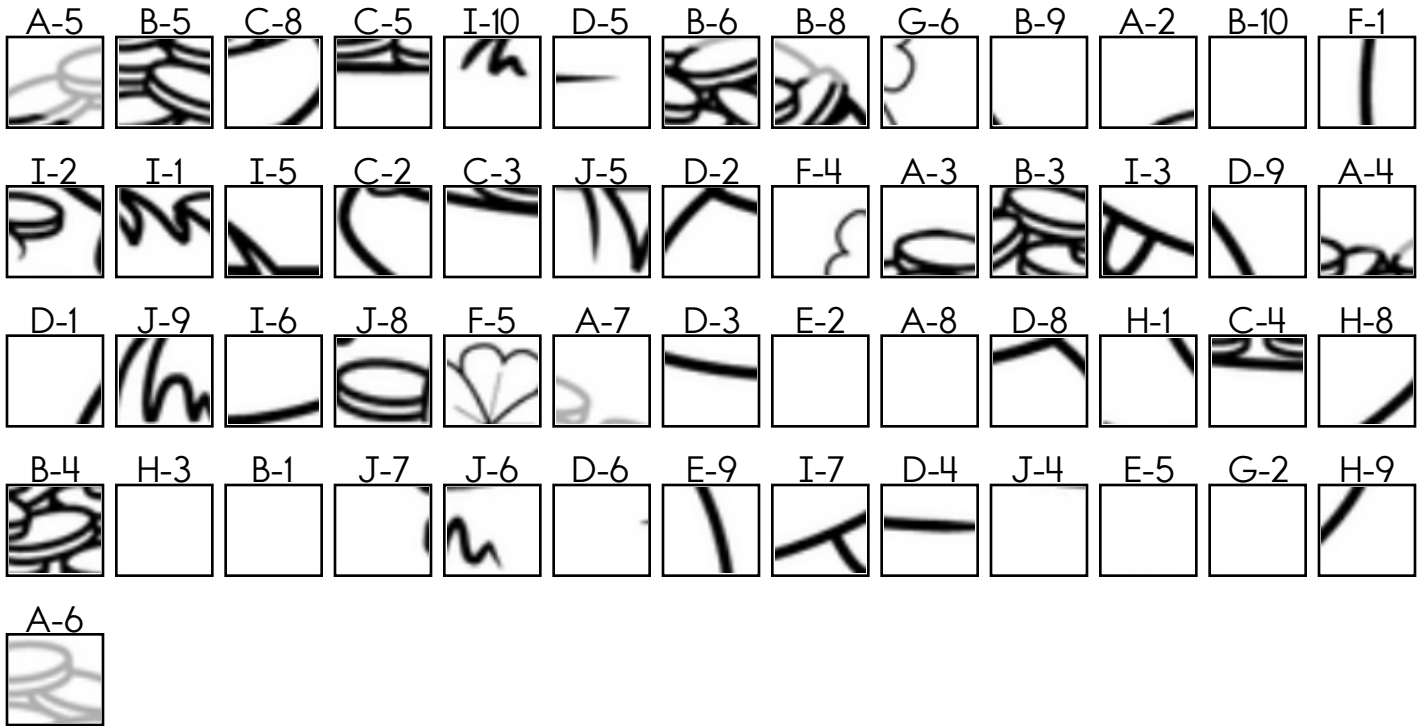 A-5 B-5 C-8 C-5 I-10 D-5 B-6 B-8 G-6 B-9 A-2 B-10 F-1
I-2 I-1 I-5 C-2 C-3 J-5 D-2 F-4 A-3 B-3 I-3 D-9 A-4
D-1 J-9 I-6 J-8 F-5 A-7 D-3 E-2 A-8 D-8 H-1 C-4 H-8
B-4 H-3 B-1 J-7 J-6 D-6 E-9 I-7 D-4 J-4 E-5 G-2 H-9
A-6